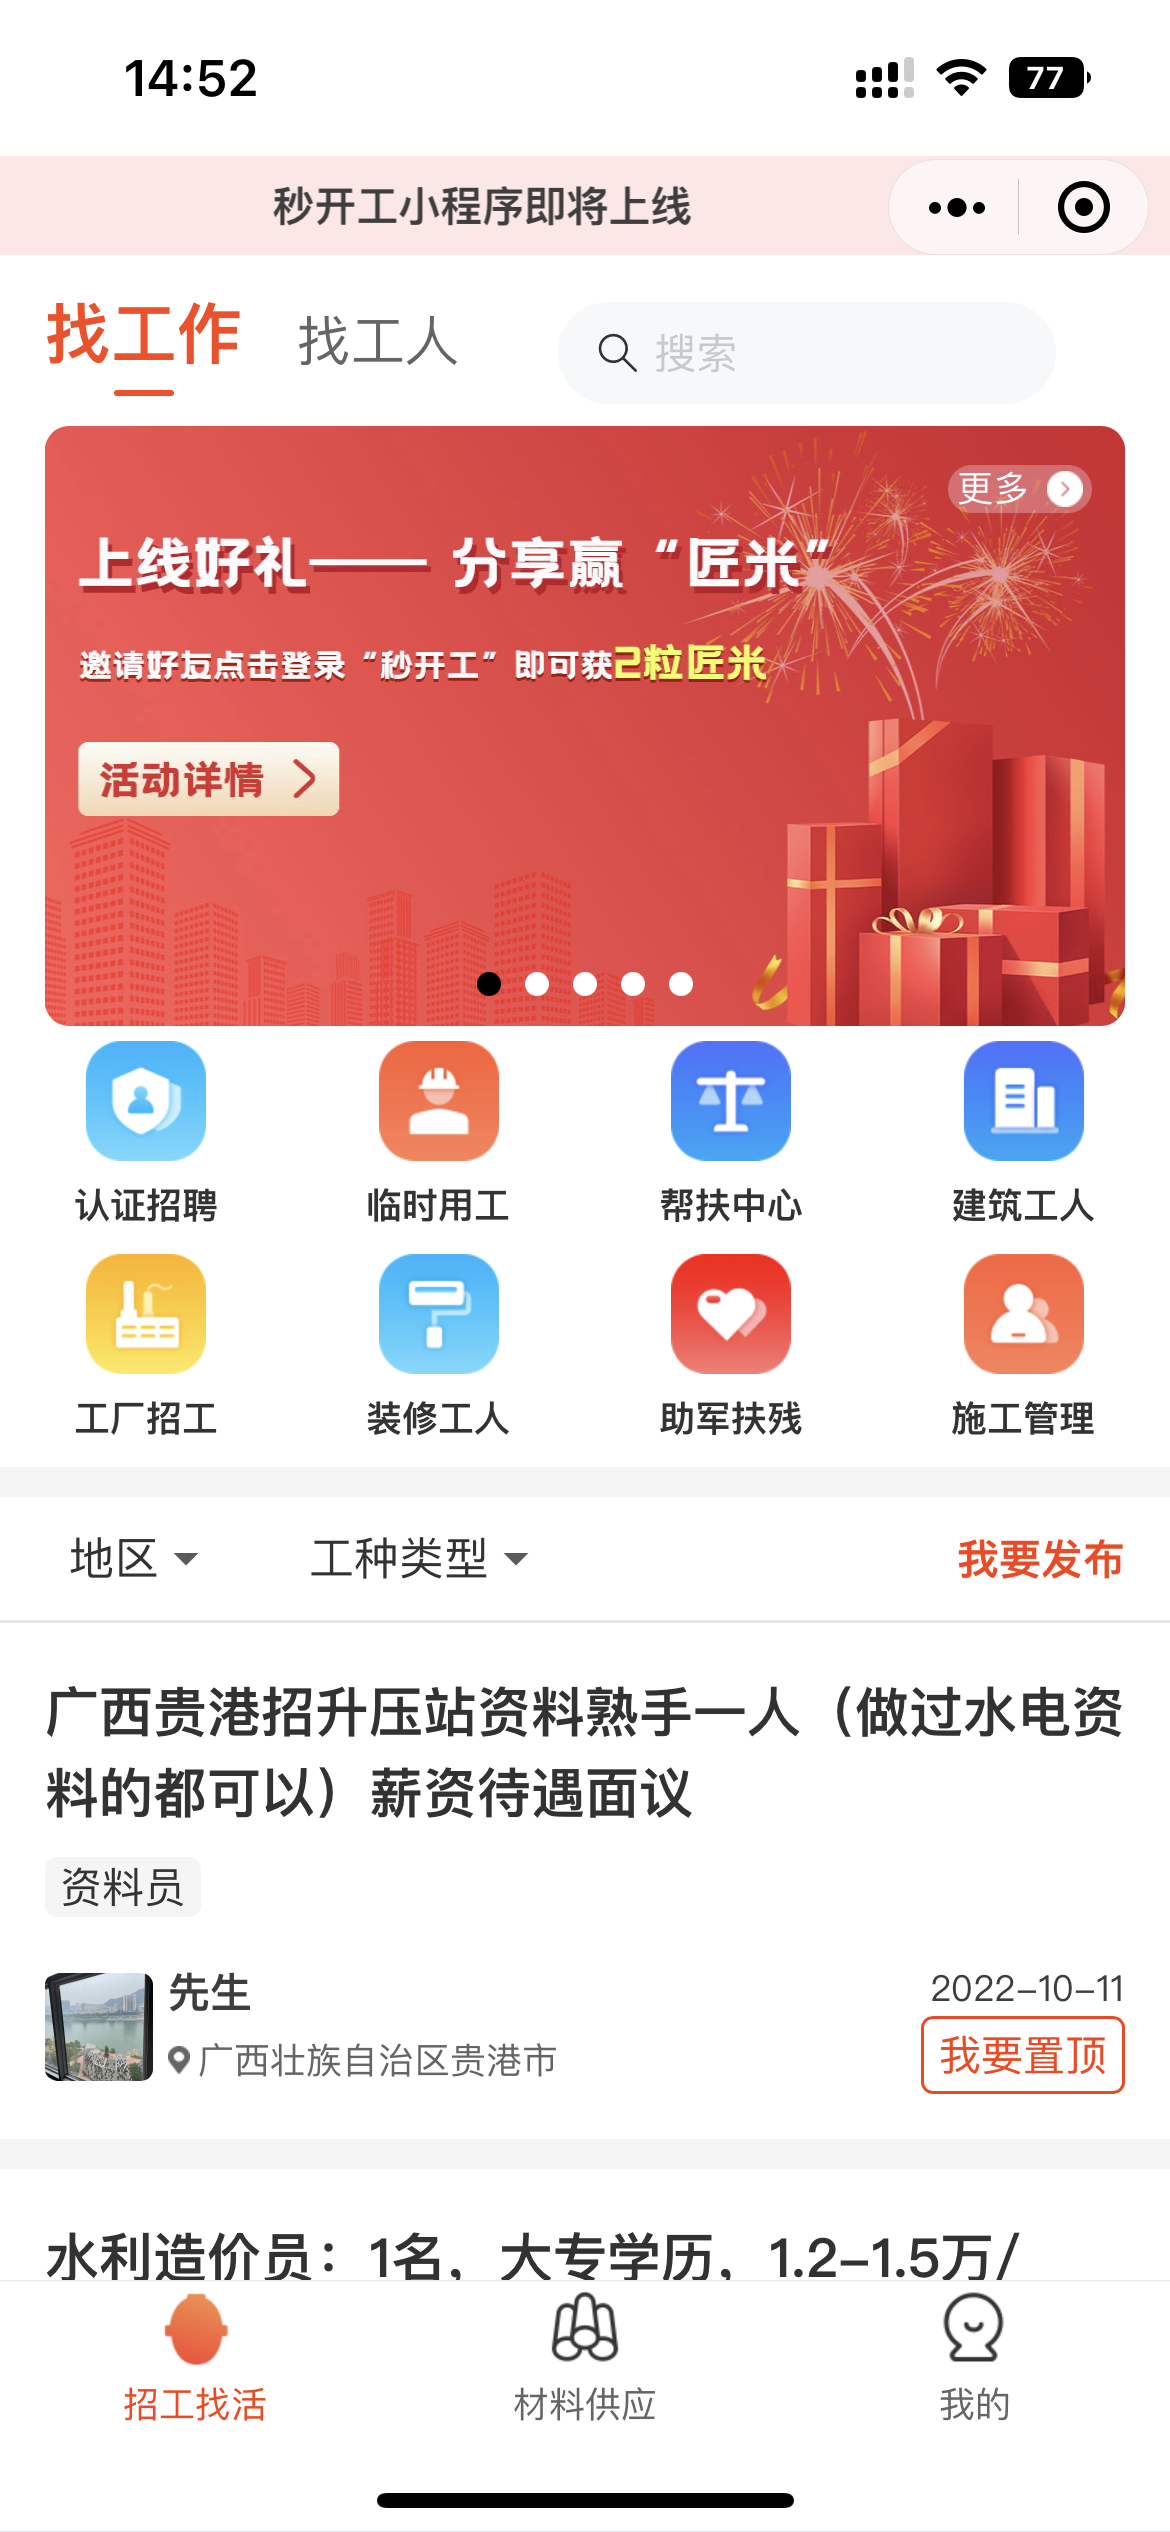 14:52
77
秒开工小程序即将上线
找工作
找工人
搜索
更多
上线好礼—— 分享赢“匠米”
邀请好友点击登录“秒开工”即可获2粒匠米
活动详情
认证招聘
临时用工
帮扶中心
建筑工人
工厂招工
装修工人
助军扶残
施工管理
地区
工种类型
我要发布
广西贵港招升压站资料熟手一人（做过水电资
料的都可以）薪资待遇面议
资料员
先生
2022-10-11
广西壮族自治区贵港市
我要置顶
水利造价员：1名，大专学历，1.2-1.5万/
招工找活
材料供应
我的